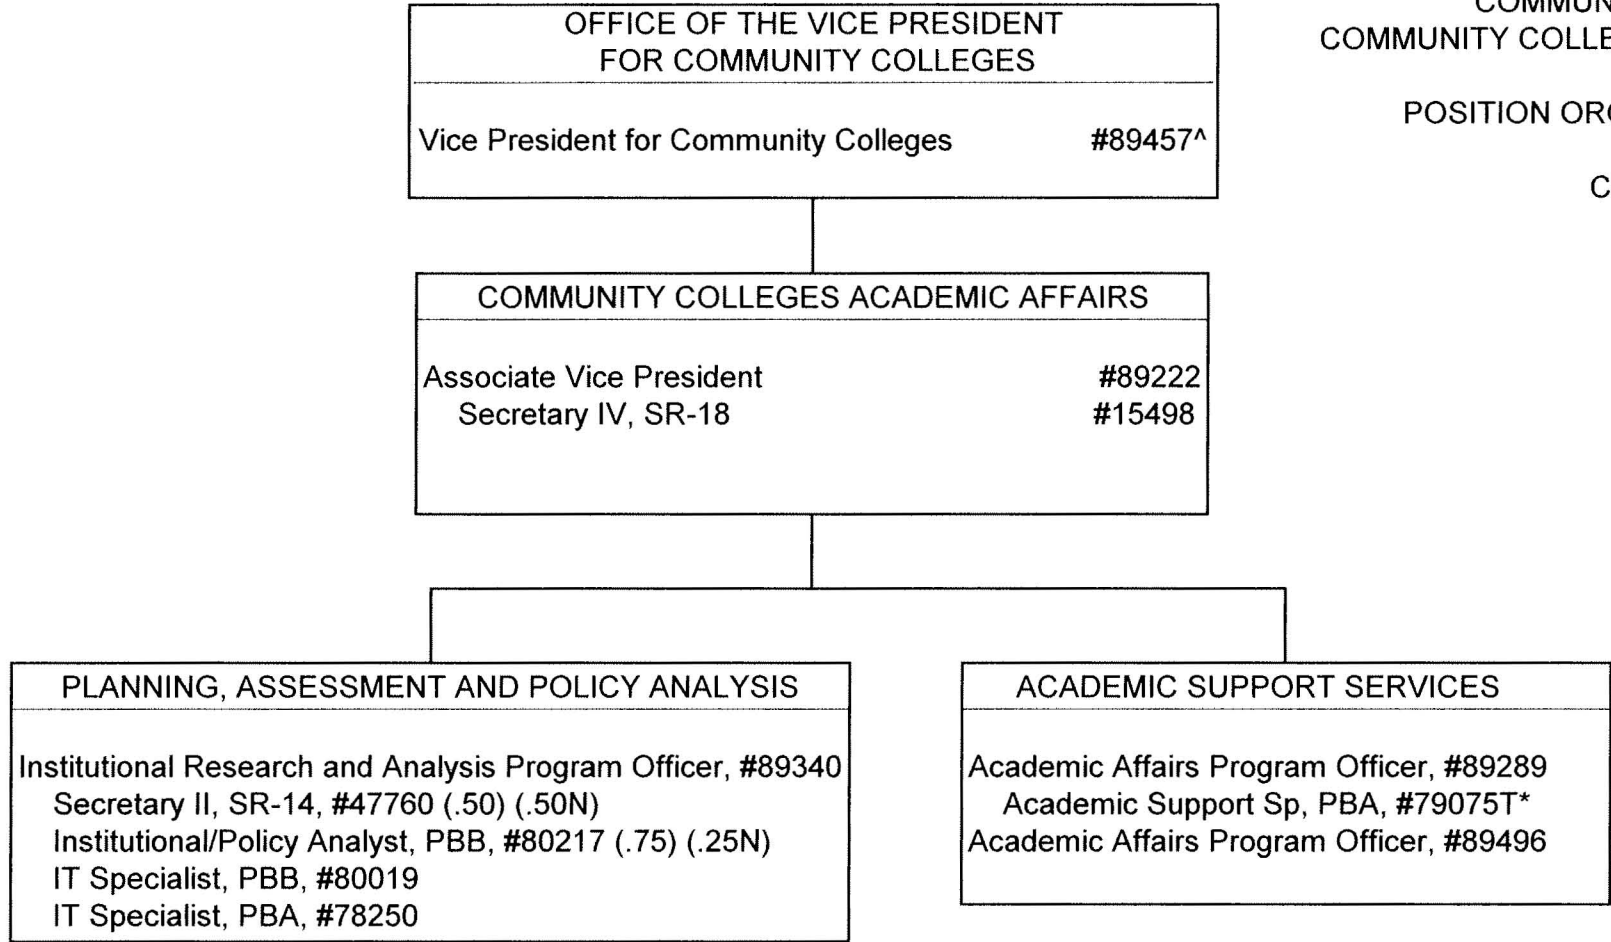 OFFICE OF THE VICE PRESIDENT
FOR COMMUNITY COLLEGES
Vice President for Community Colleges #89457^
COMMUNITY
POSITION
COMMUNITY COLLEGES ACADEMIC AFFAIRS
Associate Vice President #89222
Secretary IV, SR-18 #15498
PLANNING, ASSESSMENT AND POLICY ANALYSIS
Institutional Research and Analysis Program Officer, #89340
Secretary II, SR-14, #47760 (.50) (.50N)
Institutional/Policy Analyst, PBB, #80217 (.75) (.25N)
IT Specialist, PBB, #80019
IT Specialist, PBA, #78250
ACADEMIC SUPPORT SERVICES
Academic Affairs Program Officer, #89289
Academic Support Sp, PBA, #79075T*
Academic Affairs Program Officer, #89496